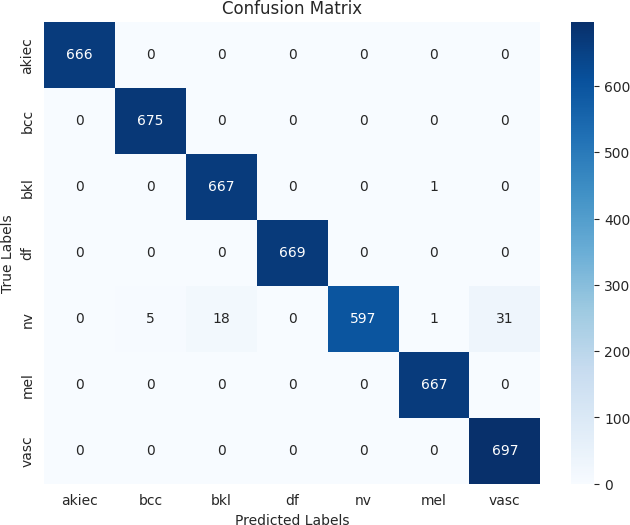 Confusion Matrix
True Labels
akiec 666 0 0 0 0 0 0
bcc 0 675 0 0 0 0 0
bkl 0 0 667 0 0 1 0
df 0 0 0 669 0 0 0
nv 0 5 18 0 597 1 31
mel 0 0 0 0 0 667 0
vasc 0 0 0 0 0 0 697
akiec bcc bkl df nv mel vasc
Predicted Labels
600
500
400
300
200
100
0